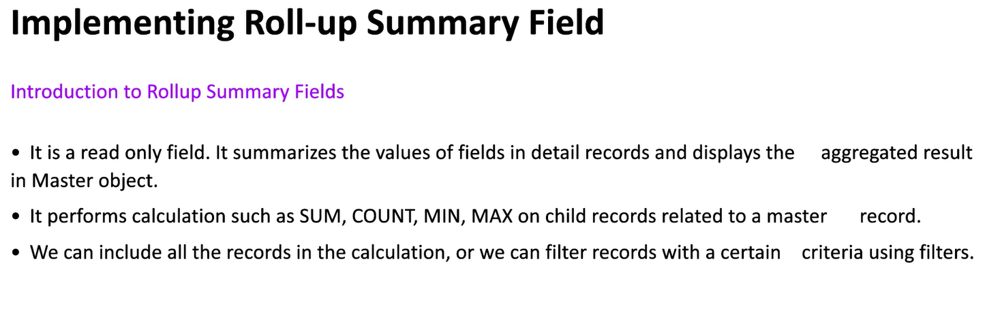 Implementing Roll-up Summary Field
Introduction to Rollup Summary Fields
• It is a read only field. It summarizes the values of fields in detail records and displays the aggregated result
in Master object.
• It performs calculation such as SUM, COUNT, MIN, MAX on child records related to a master record.
• We can include all the records in the calculation, or we can filter records with a certain criteria using filters.